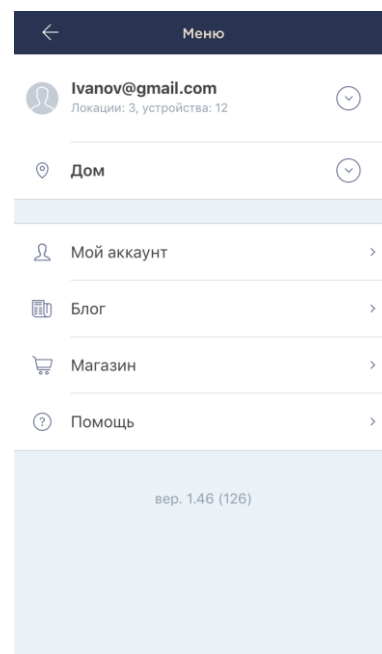 Меню
Ivanov@gmail.com
Локации: 3, устройства: 12
Дом
Мой аккаунт
Блог
Магазин
? Помощь
вер. 1.46 (126)